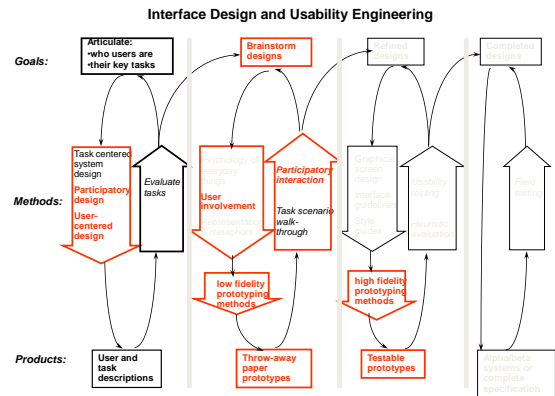 Interface Design and Usability Engineering
Goals:
Articulate:
•who users are
•their key tasks
Brainstorm
designs
Refined
designs
Completed
designs
Methods:
Task centered
system
design
Participatory
design
User-
centered
design
Evaluate
tasks
Psychology of
everyday
things
User
involvement
Representation
& metaphors
Participatory
interaction
Task scenario
walk-
through
Graphical
screen
design
Interface
guidelines
Style
guides
Usability
testing
Heuristic
evaluation
Field
testing
low fidelity
prototyping
methods
high fidelity
prototyping
methods
Products:
User and
task
descriptions
Throw-away
paper
prototypes
Testable
prototypes
Alpha/beta
systems or
complete
specification